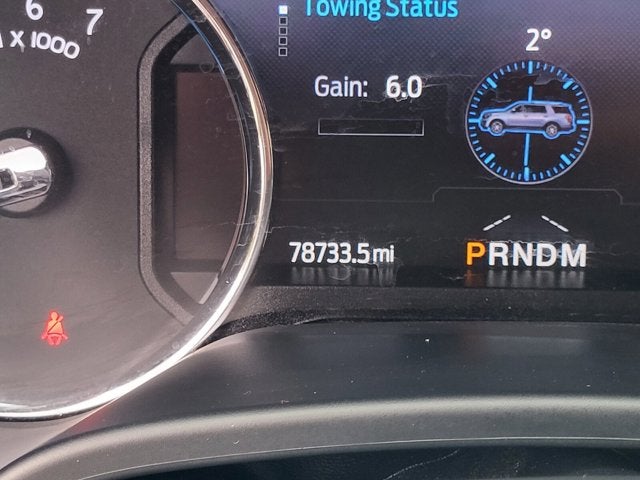 6
7
x 1000
Towing Status
2°
Gain: 6.0
78733.5mi
PRNDM